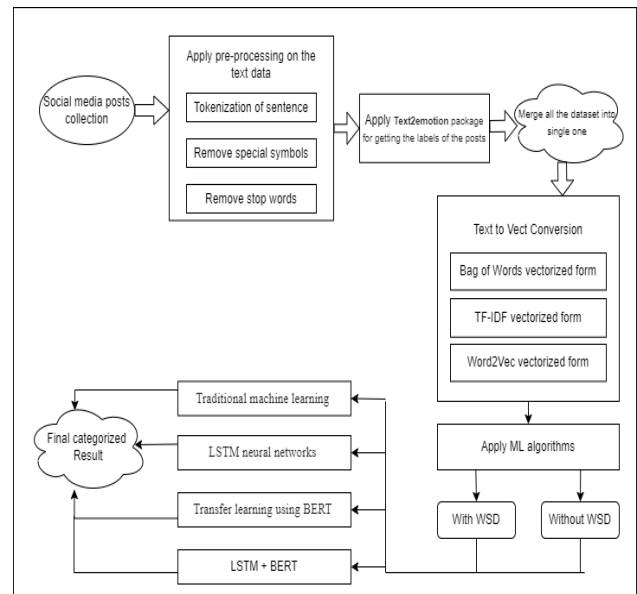 Social media posts
collection
Apply pre-processing on the
text data
Tokenization of sentence
Remove special symbols
Remove stop words
Apply Text2emotion package
for getting the labels of the posts
Merge all the dataset into
single one
Text to Vect Conversion
Bag of Words vectorized form
TF-IDF vectorized form
Word2Vec vectorized form
Apply ML algorithms
With WSD
Without WSD
Traditional machine learning
LSTM neural networks
Transfer learning using BERT
LSTM + BERT
Final categorized
Result